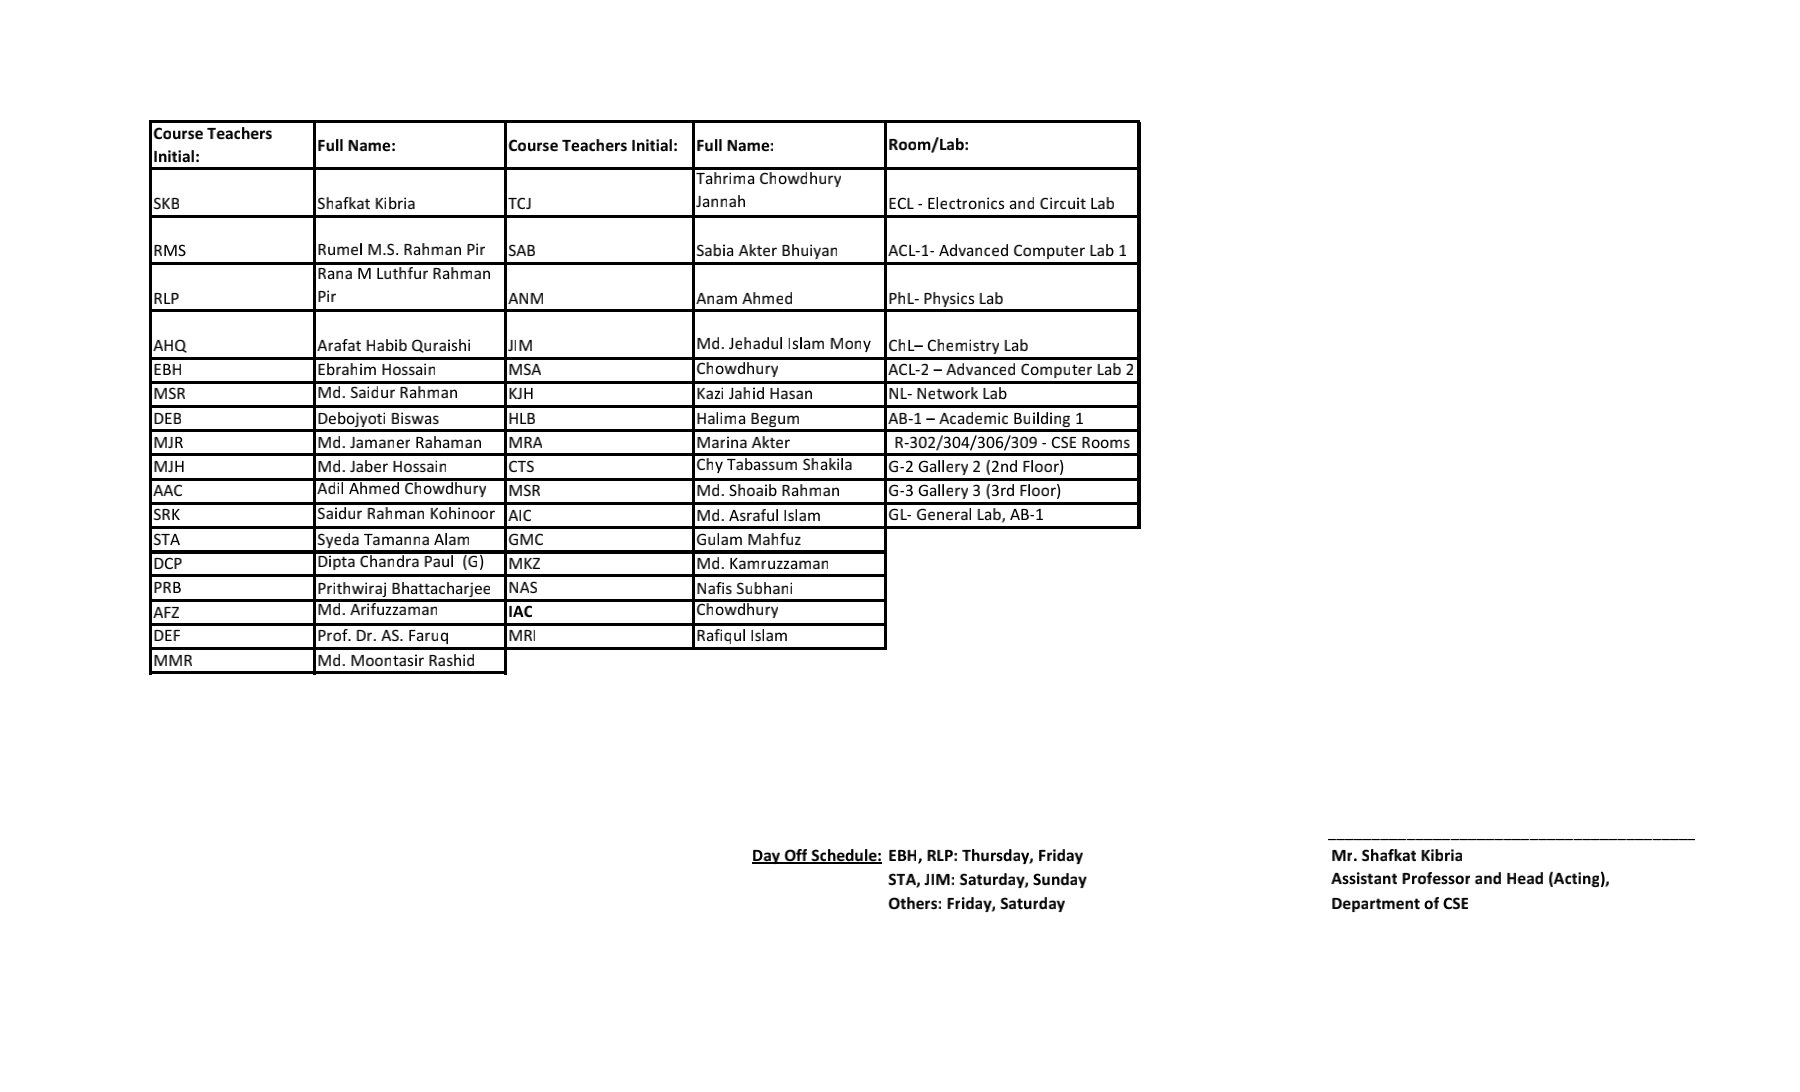 Course Teachers Initial: Full Name: Course Teachers Initial: Full Name: Room/Lab:
SKB Shafkat Kibria TCJ Tahrima Chowdhury Jannah ECL - Electronics and Circuit Lab
RMS Rumel M.S. Rahman Pir SAB Sabia Akter Bhuiyan ACL-1- Advanced Computer Lab 1
RLP Rana M Luthfur Rahman Pir ANM Anam Ahmed PhL- Physics Lab
AHQ Arafat Habib Quraishi JIM Md. Jehadul Islam Mony ChL– Chemistry Lab
EBH Ebrahim Hossain MSA Chowdhury ACL-2 – Advanced Computer Lab 2
MSR Md. Saidur Rahman KJH Kazi Jahid Hasan NL- Network Lab
DEB Debojyoti Biswas HLB Halima Begum AB-1 – Academic Building 1
MJR Md. Jamaner Rahaman MRA Marina Akter R-302/304/306/309 - CSE Rooms
MJH Md. Jaber Hossain CTS Chy Tabassum Shakila G-2 Gallery 2 (2nd Floor)
AAC Adil Ahmed Chowdhury MSR Md. Shoaib Rahman G-3 Gallery 3 (3rd Floor)
SRK Saidur Rahman Kohinoor AIC Md. Asraful Islam GL- General Lab, AB-1
STA Syeda Tamanna Alam GMC Gulam Mahfuz
DCP Dipta Chandra Paul (G) MKZ Md. Kamruzzaman
PRB Prithwiraj Bhattacharjee NAS Nafis Subhani
AFZ Md. Arifuzzaman IAC Chowdhury
DEF Prof. Dr. AS. Faruq MRI Rafiqul Islam
MMR Md. Moontasir Rashid
Day Off Schedule: EBH, RLP: Thursday, Friday
STA, JIM: Saturday, Sunday
Others: Friday, Saturday
Mr. Shafkat Kibria
Assistant Professor and Head (Acting),
Department of CSE